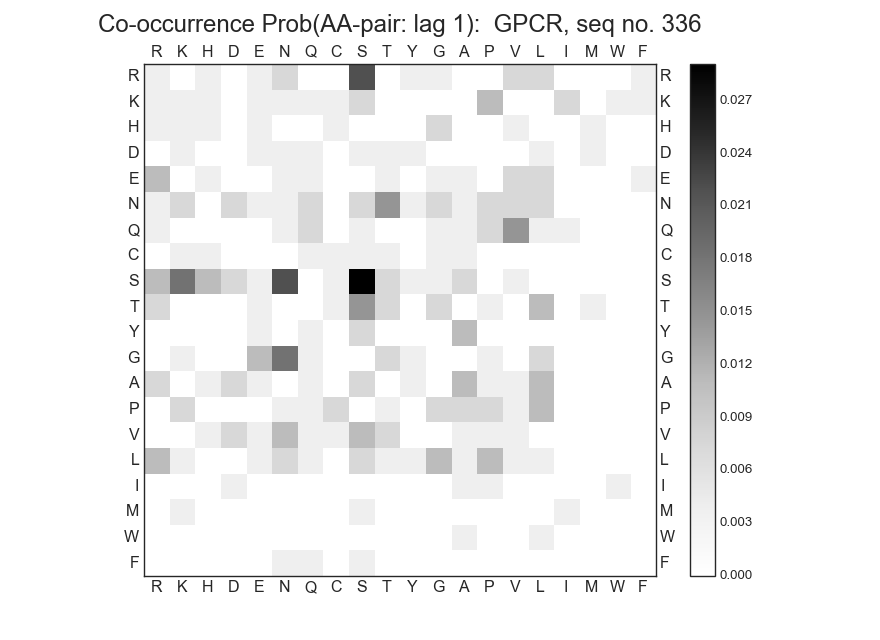 Co-occurrence Prob(AA-pair: lag 1):  GPCR, seq no. 336
R K H D E N Q C S T Y G A P V L I M W F
R R
K K
H H
D D
E E
N N
Q Q
C C
S S
T T
Y Y
G G
A A
P P
V V
L L
I I
M M
W W
F F
R K H D E N Q C S T Y G A P V L I M W F
0.027
0.024
0.021
0.018
0.015
0.012
0.009
0.006
0.003
0.000